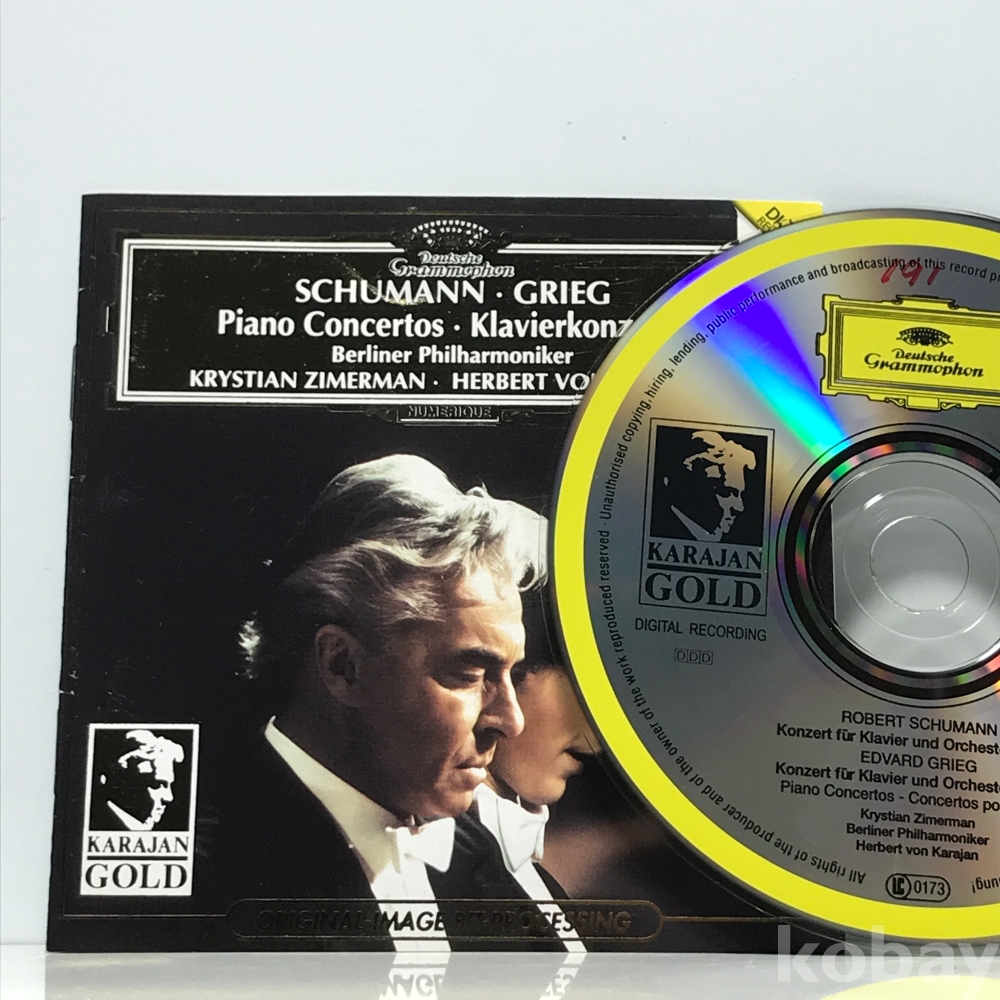 Deutsche
Grammophon
SCHUMANN · GRIEG
Piano Concertos · Klavierkonz
Berliner Philharmoniker
KRYSTIAN ZIMERMAN · HERBERT VO
NUMERIQUE
KARAJAN
GOLD
ORIGINAL-IMAGE BIT-PROCESSING
191
Deutsche
Grammophon
KARAJAN
GOLD
DIGITAL RECORDING
DDD
ROBERT SCHUMANN
Konzert für Klavier und Orcheste
EDVARD GRIEG
Konzert für Klavier und Orcheste
Piano Concertos - Concertos po
Krystian Zimerman
Berliner Philharmoniker
Herbert von Karajan
LC 0173
All rights of the producer and of the owner of the work reproduced reserved · Unauthorised copying, hiring, lending, public performance and broadcasting of this record p
kobay